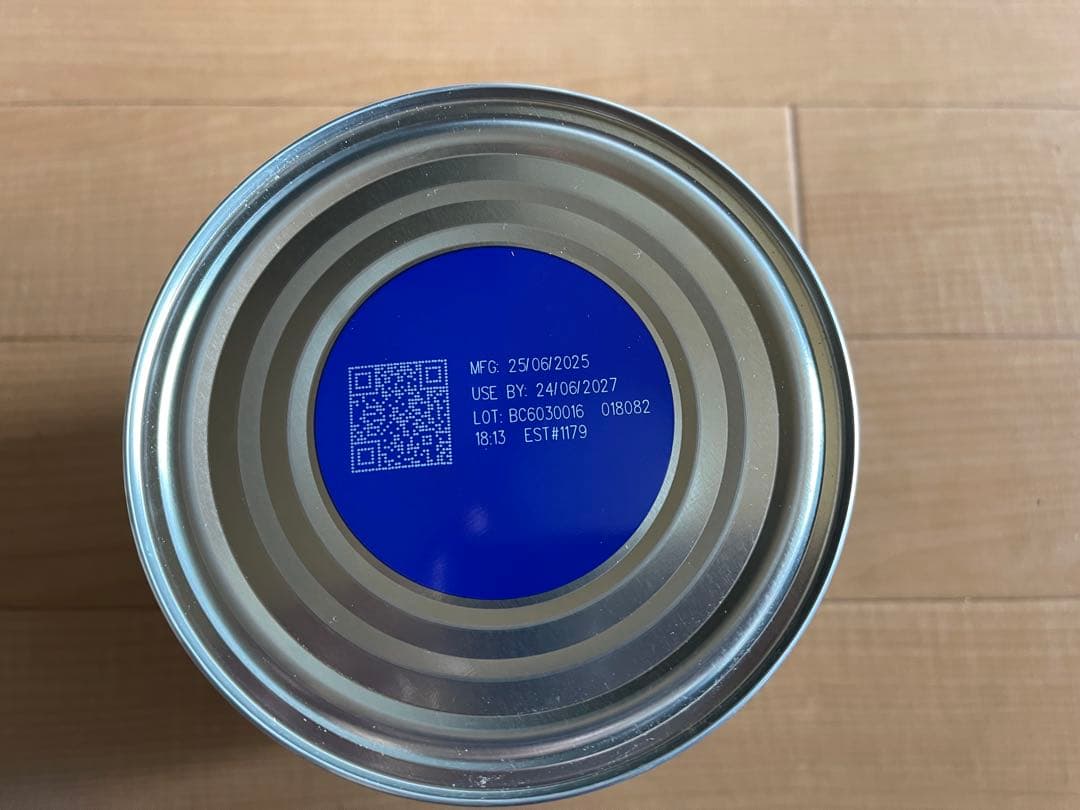 MFG: 25/06/2025
USE BY: 24/06/2027
LOT: BC6030016 018082
18:13 EST#1179